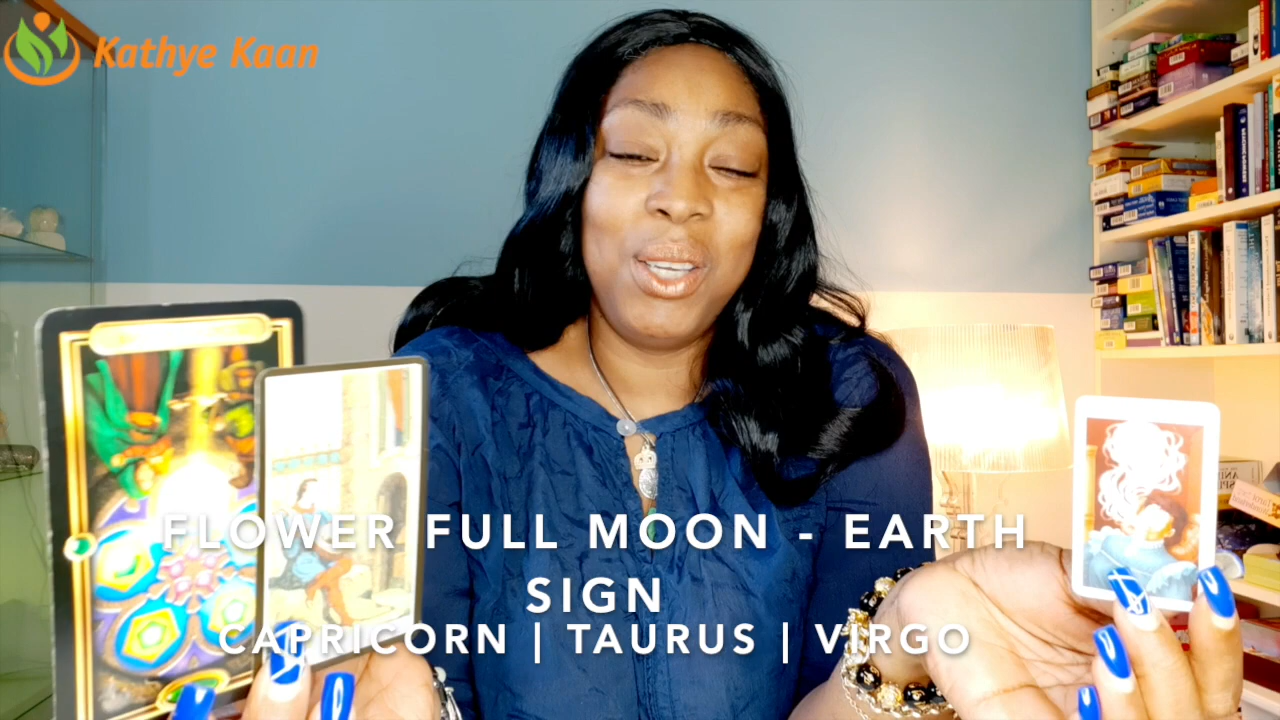 Kathye Kaan
FLOWER FULL MOON - EARTH
SIGN
CAPRICORN | TAURUS | VIRGO